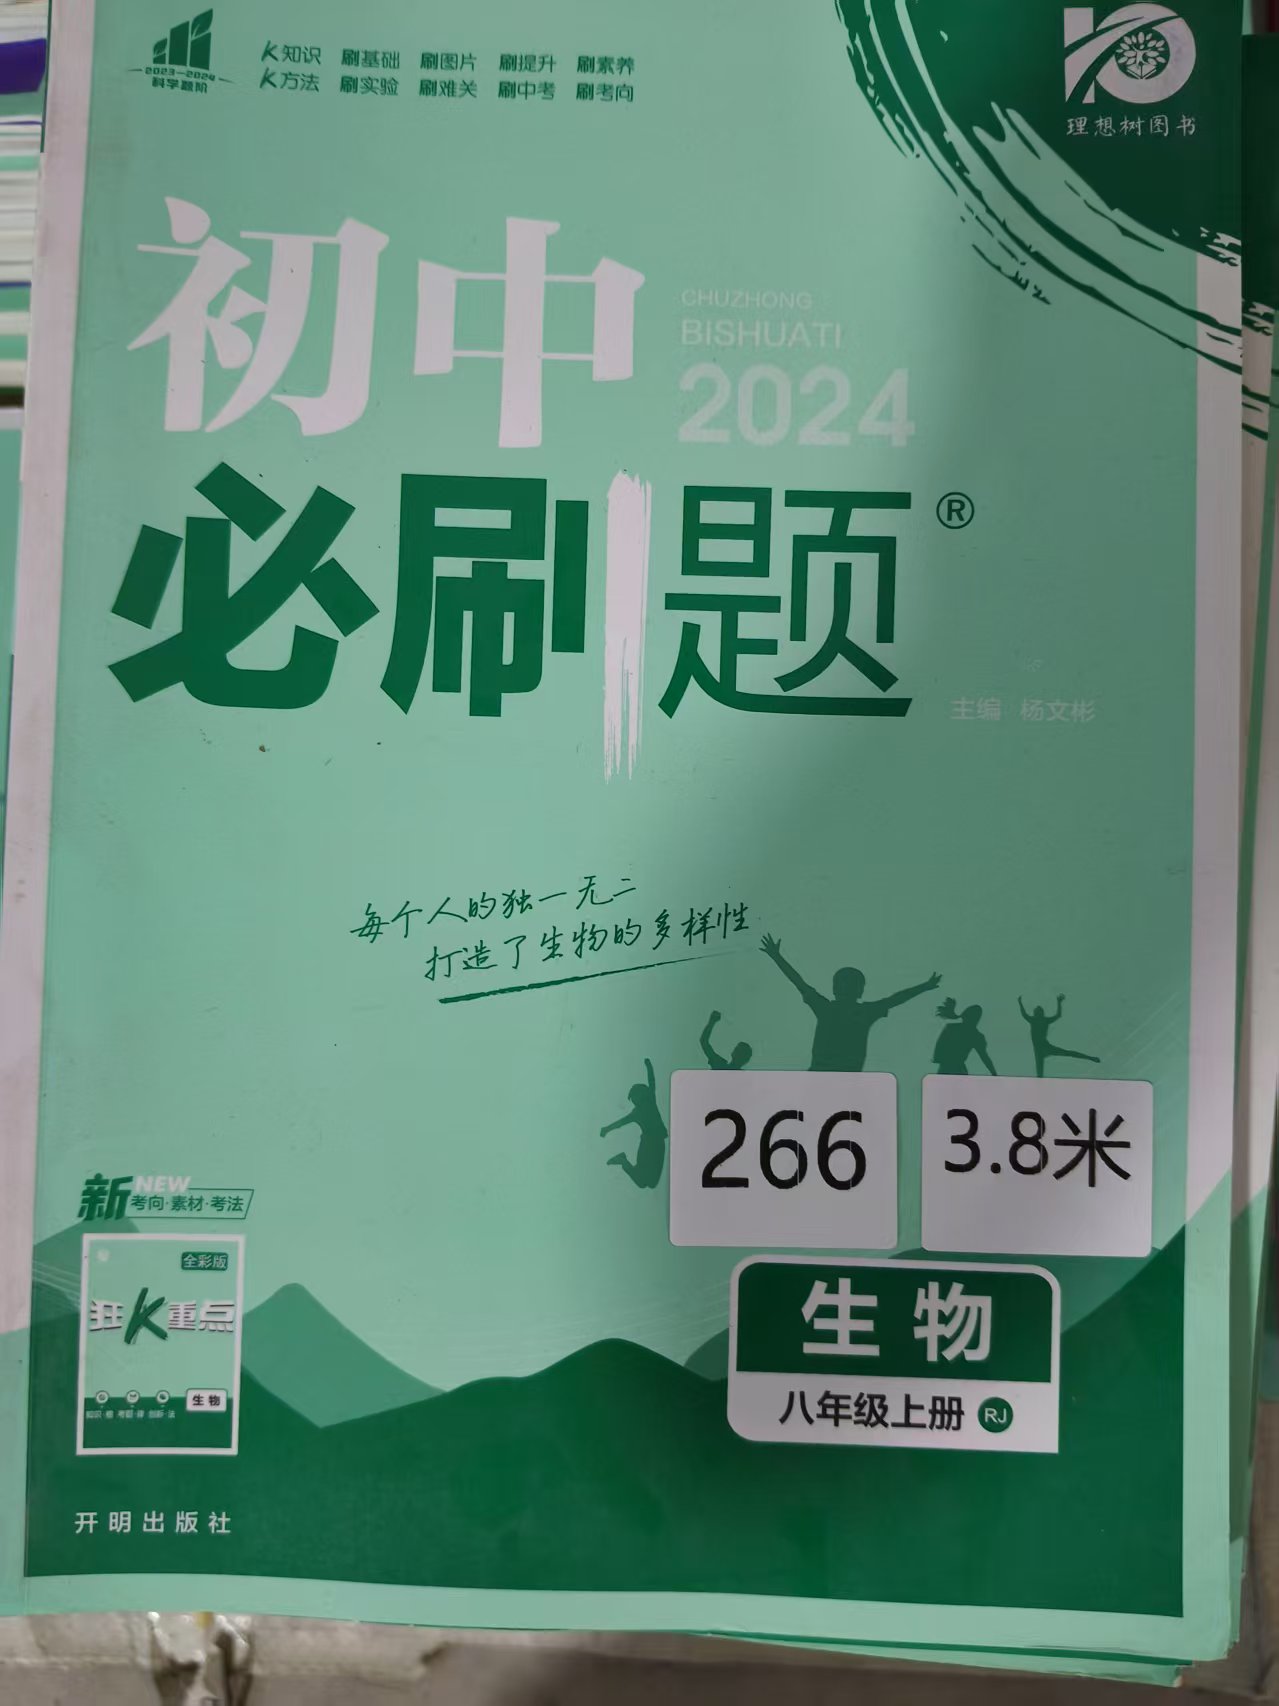 2023—2024
科学题阶
K知识 刷基础 刷图片 刷提升 刷素养
K方法 刷实验 刷难关 刷中考 刷考向
理想树图书
初中
CHUZHONG
BISHUATI
2024
必刷题®
主编 杨文彬
每个人的独一无二
打造了生物的多样性
266
3.8米
新 NEW
考向·素材·考法
全彩版
狂K重点
生物
生物
八年级上册 RJ
开明出版社